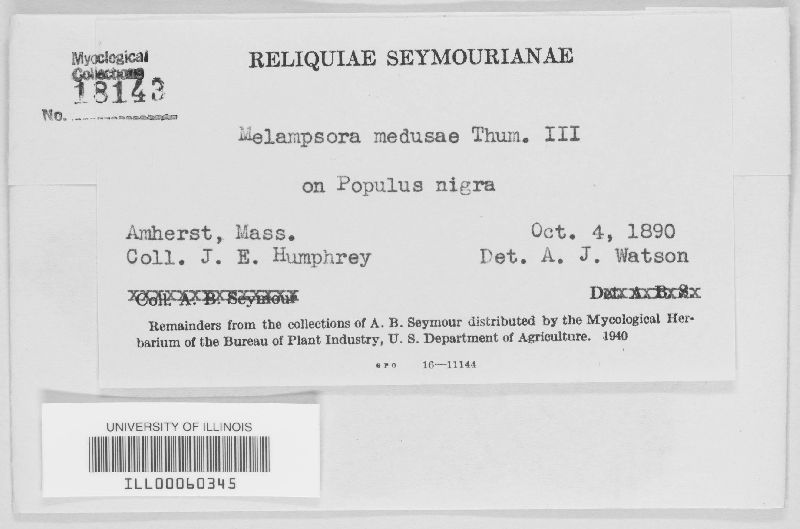 RELIQUIAE SEYMOURIANAE
Myoclogical
Collections
18143
No.
Melampsora medusae Thum. III
on Populus nigra
Amherst, Mass. Oct. 4, 1890
Coll. J. E. Humphrey Det. A. J. Watson
Coll. A. B. Seymour Det. A. B. S.
Remainders from the collections of A. B. Seymour distributed by the Mycological Her-
barium of the Bureau of Plant Industry, U. S. Department of Agriculture. 1940
GPO 16—11144
UNIVERSITY OF ILLINOIS
ILL00060345